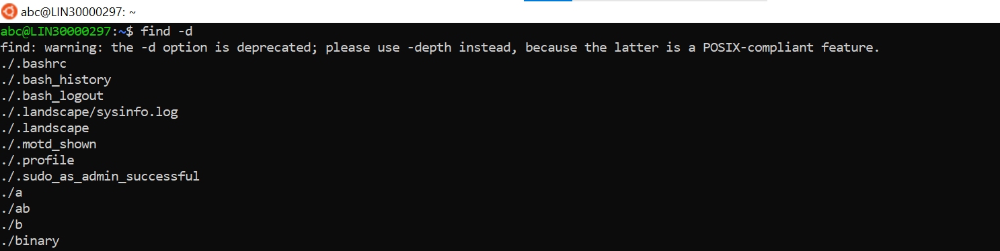 abc@LIN30000297: ~
abc@LIN30000297:~$ find -d
find: warning: the -d option is deprecated; please use -depth instead, because the latter is a POSIX-compliant feature.
./.bashrc
./.bash_history
./.bash_logout
./.landscape/sysinfo.log
./.landscape
./.motd_shown
./.profile
./.sudo_as_admin_successful
./a
./ab
./b
./binary